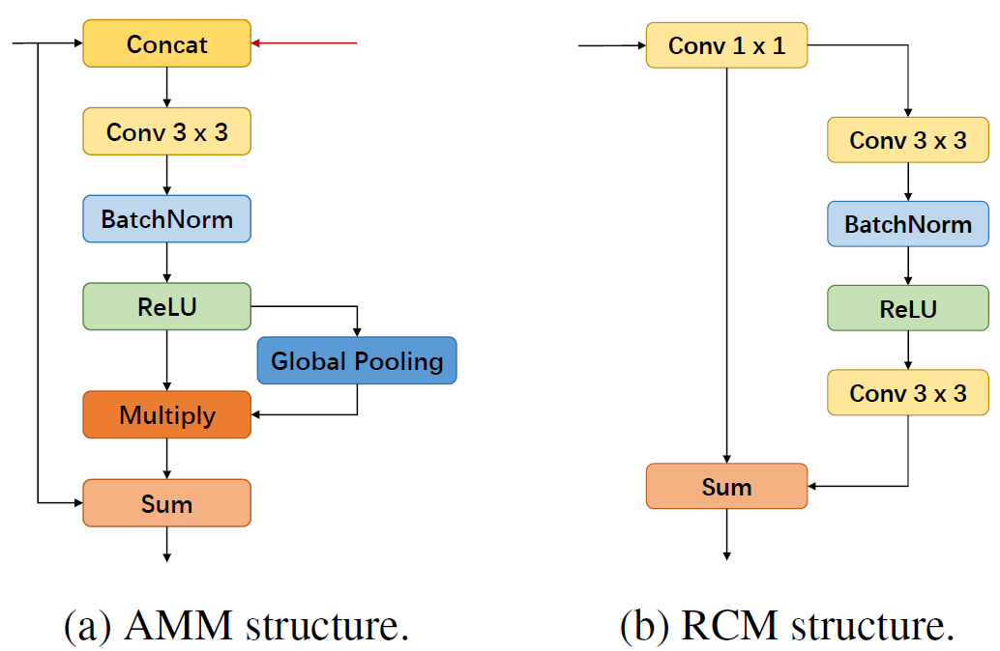 Concat
Conv 3 x 3
BatchNorm
ReLU
Global Pooling
Multiply
Sum
(a) AMM structure.
Conv 1 x 1
Conv 3 x 3
BatchNorm
ReLU
Conv 3 x 3
Sum
(b) RCM structure.